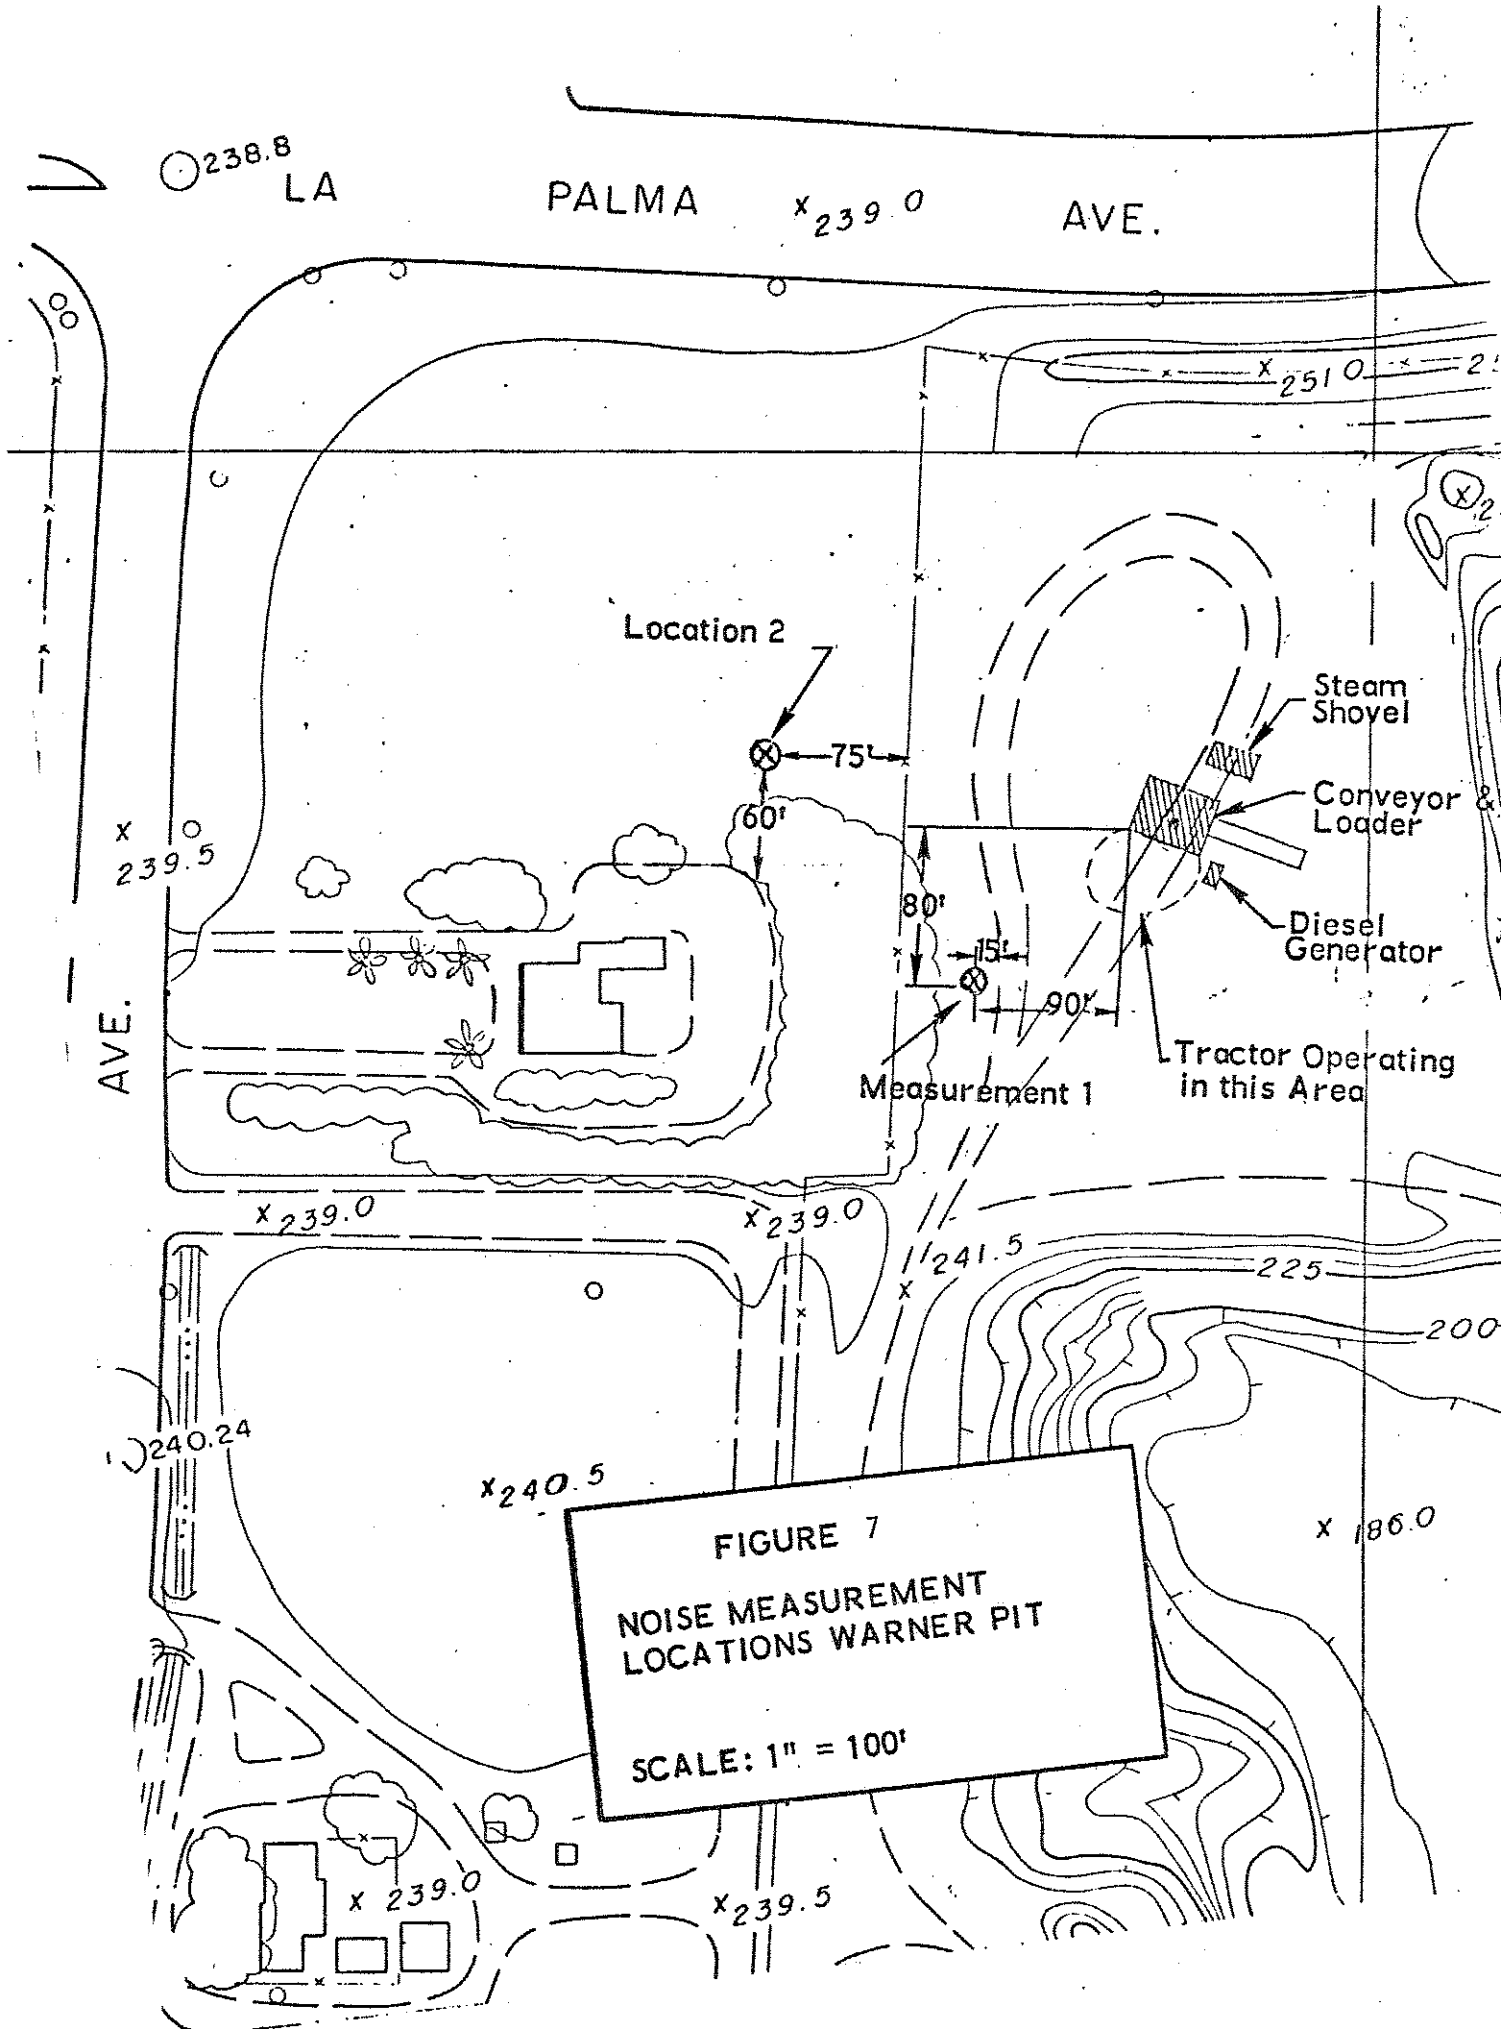 238.8
LA PALMA AVE.
x 239.0
x 251.0
Location 2
75'
60'
Steam
Shovel
Conveyor &
Loader
x
239.5
80'
15'
Diesel
Generator
90'
AVE.
Measurement 1
Tractor Operating
in this Area
x 239.0
x 239.0
241.5
225
200
240.24
x 240.5
x 186.0
FIGURE 7
NOISE MEASUREMENT
LOCATIONS WARNER PIT
SCALE: 1" = 100'
x 239.0
x 239.5